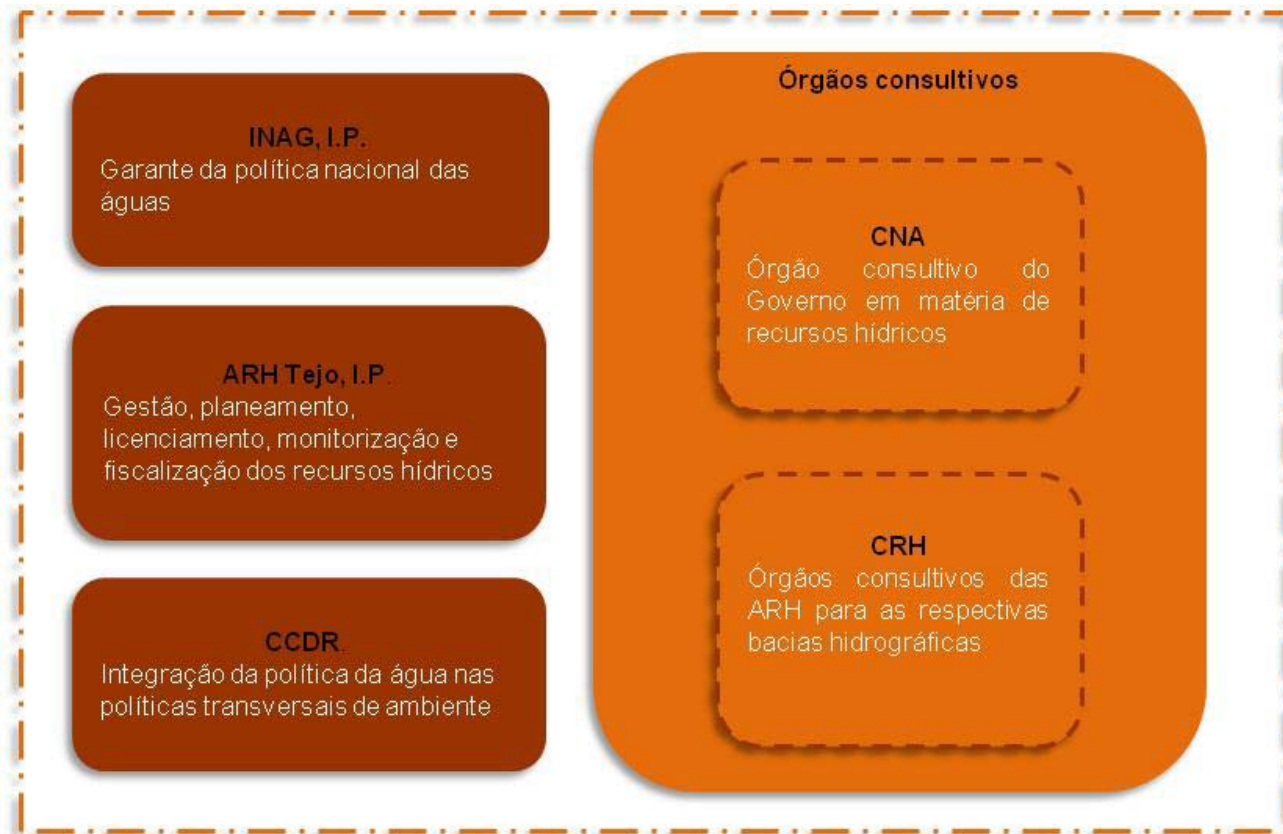 INAG, I.P.
Garante da política nacional das
águas
ARH Tejo, I.P.
Gestão, planeamento,
licenciamento, monitorização e
fiscalização dos recursos hídricos
CCDR.
Integração da política da água nas
políticas transversais de ambiente
Órgãos consultivos
CNA
Órgão consultivo do
Governo em matéria de
recursos hídricos
CRH
Órgãos consultivos das
ARH para as respectivas
bacias hidrográficas